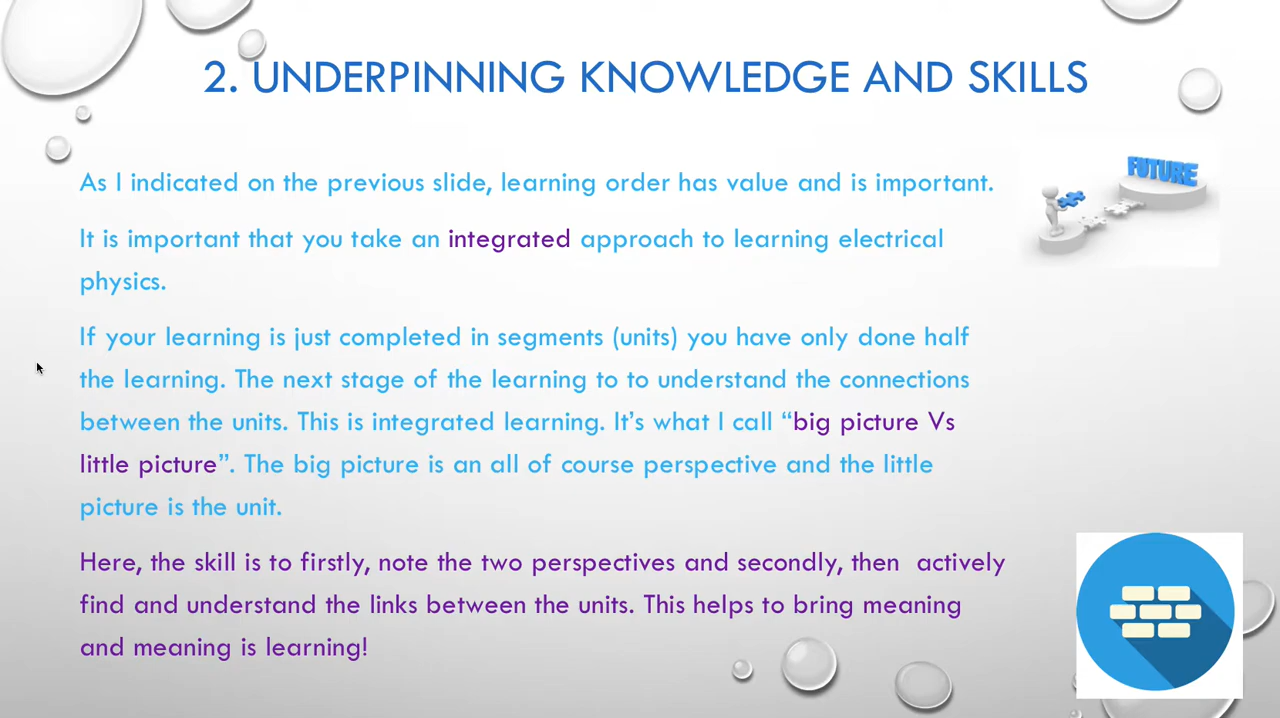 2. UNDERPINNING KNOWLEDGE AND SKILLS
As I indicated on the previous slide, learning order has value and is important.
FUTURE
It is important that you take an integrated approach to learning electrical
physics.
If your learning is just completed in segments (units) you have only done half
the learning. The next stage of the learning to to understand the connections
between the units. This is integrated learning. It’s what I call “big picture Vs
little picture”. The big picture is an all of course perspective and the little
picture is the unit.
Here, the skill is to firstly, note the two perspectives and secondly, then  actively
find and understand the links between the units. This helps to bring meaning
and meaning is learning!